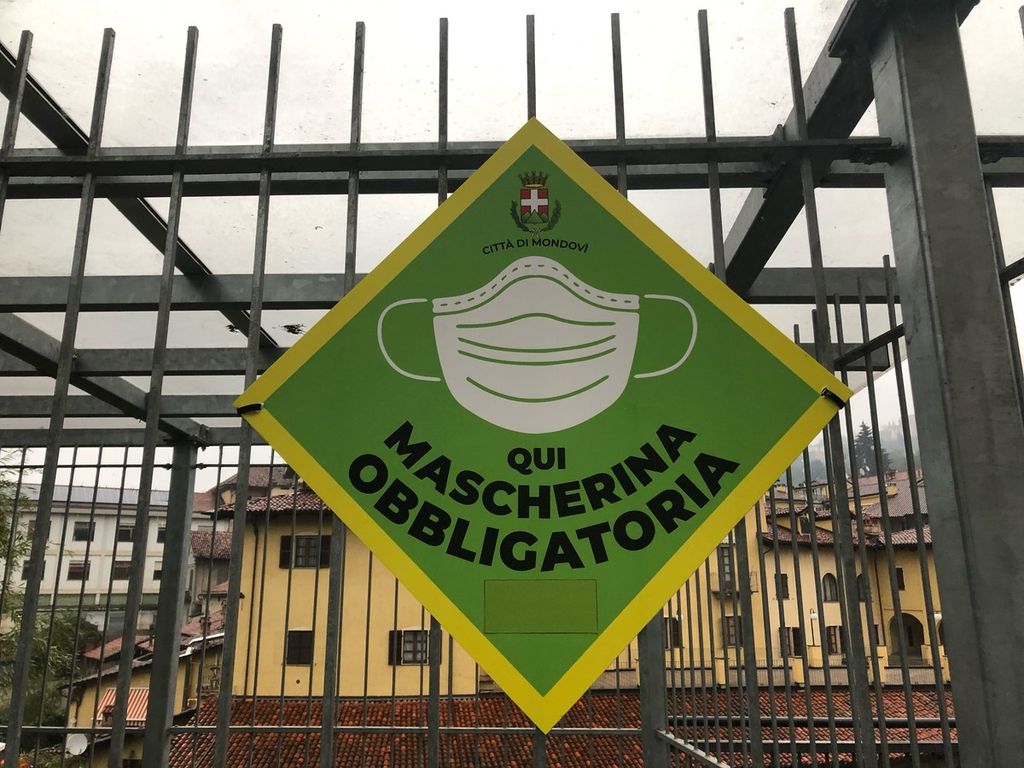 CITTÀ DI MONDOVÌ
QUI
MASCHERINA
OBBLIGATORIA